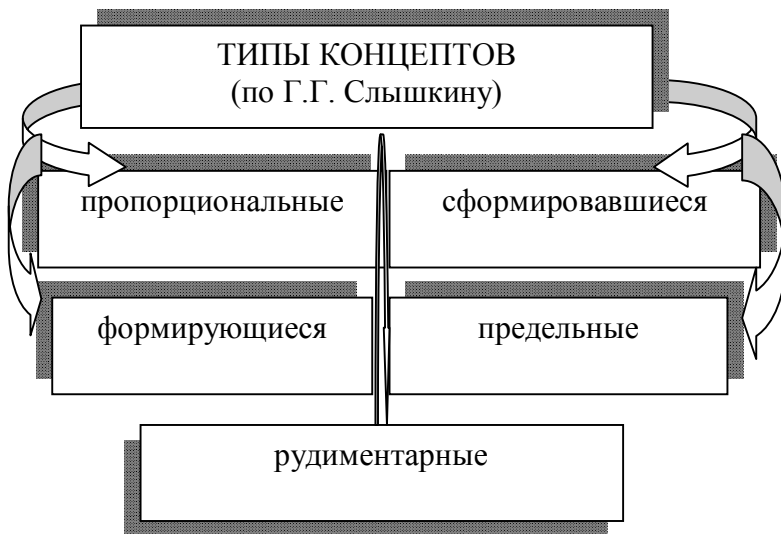 ТИПЫ КОНЦЕПТОВ
(по Г.Г. Слышкину)
пропорциональные
сформировавшиеся
формирующиеся
предельные
рудиментарные